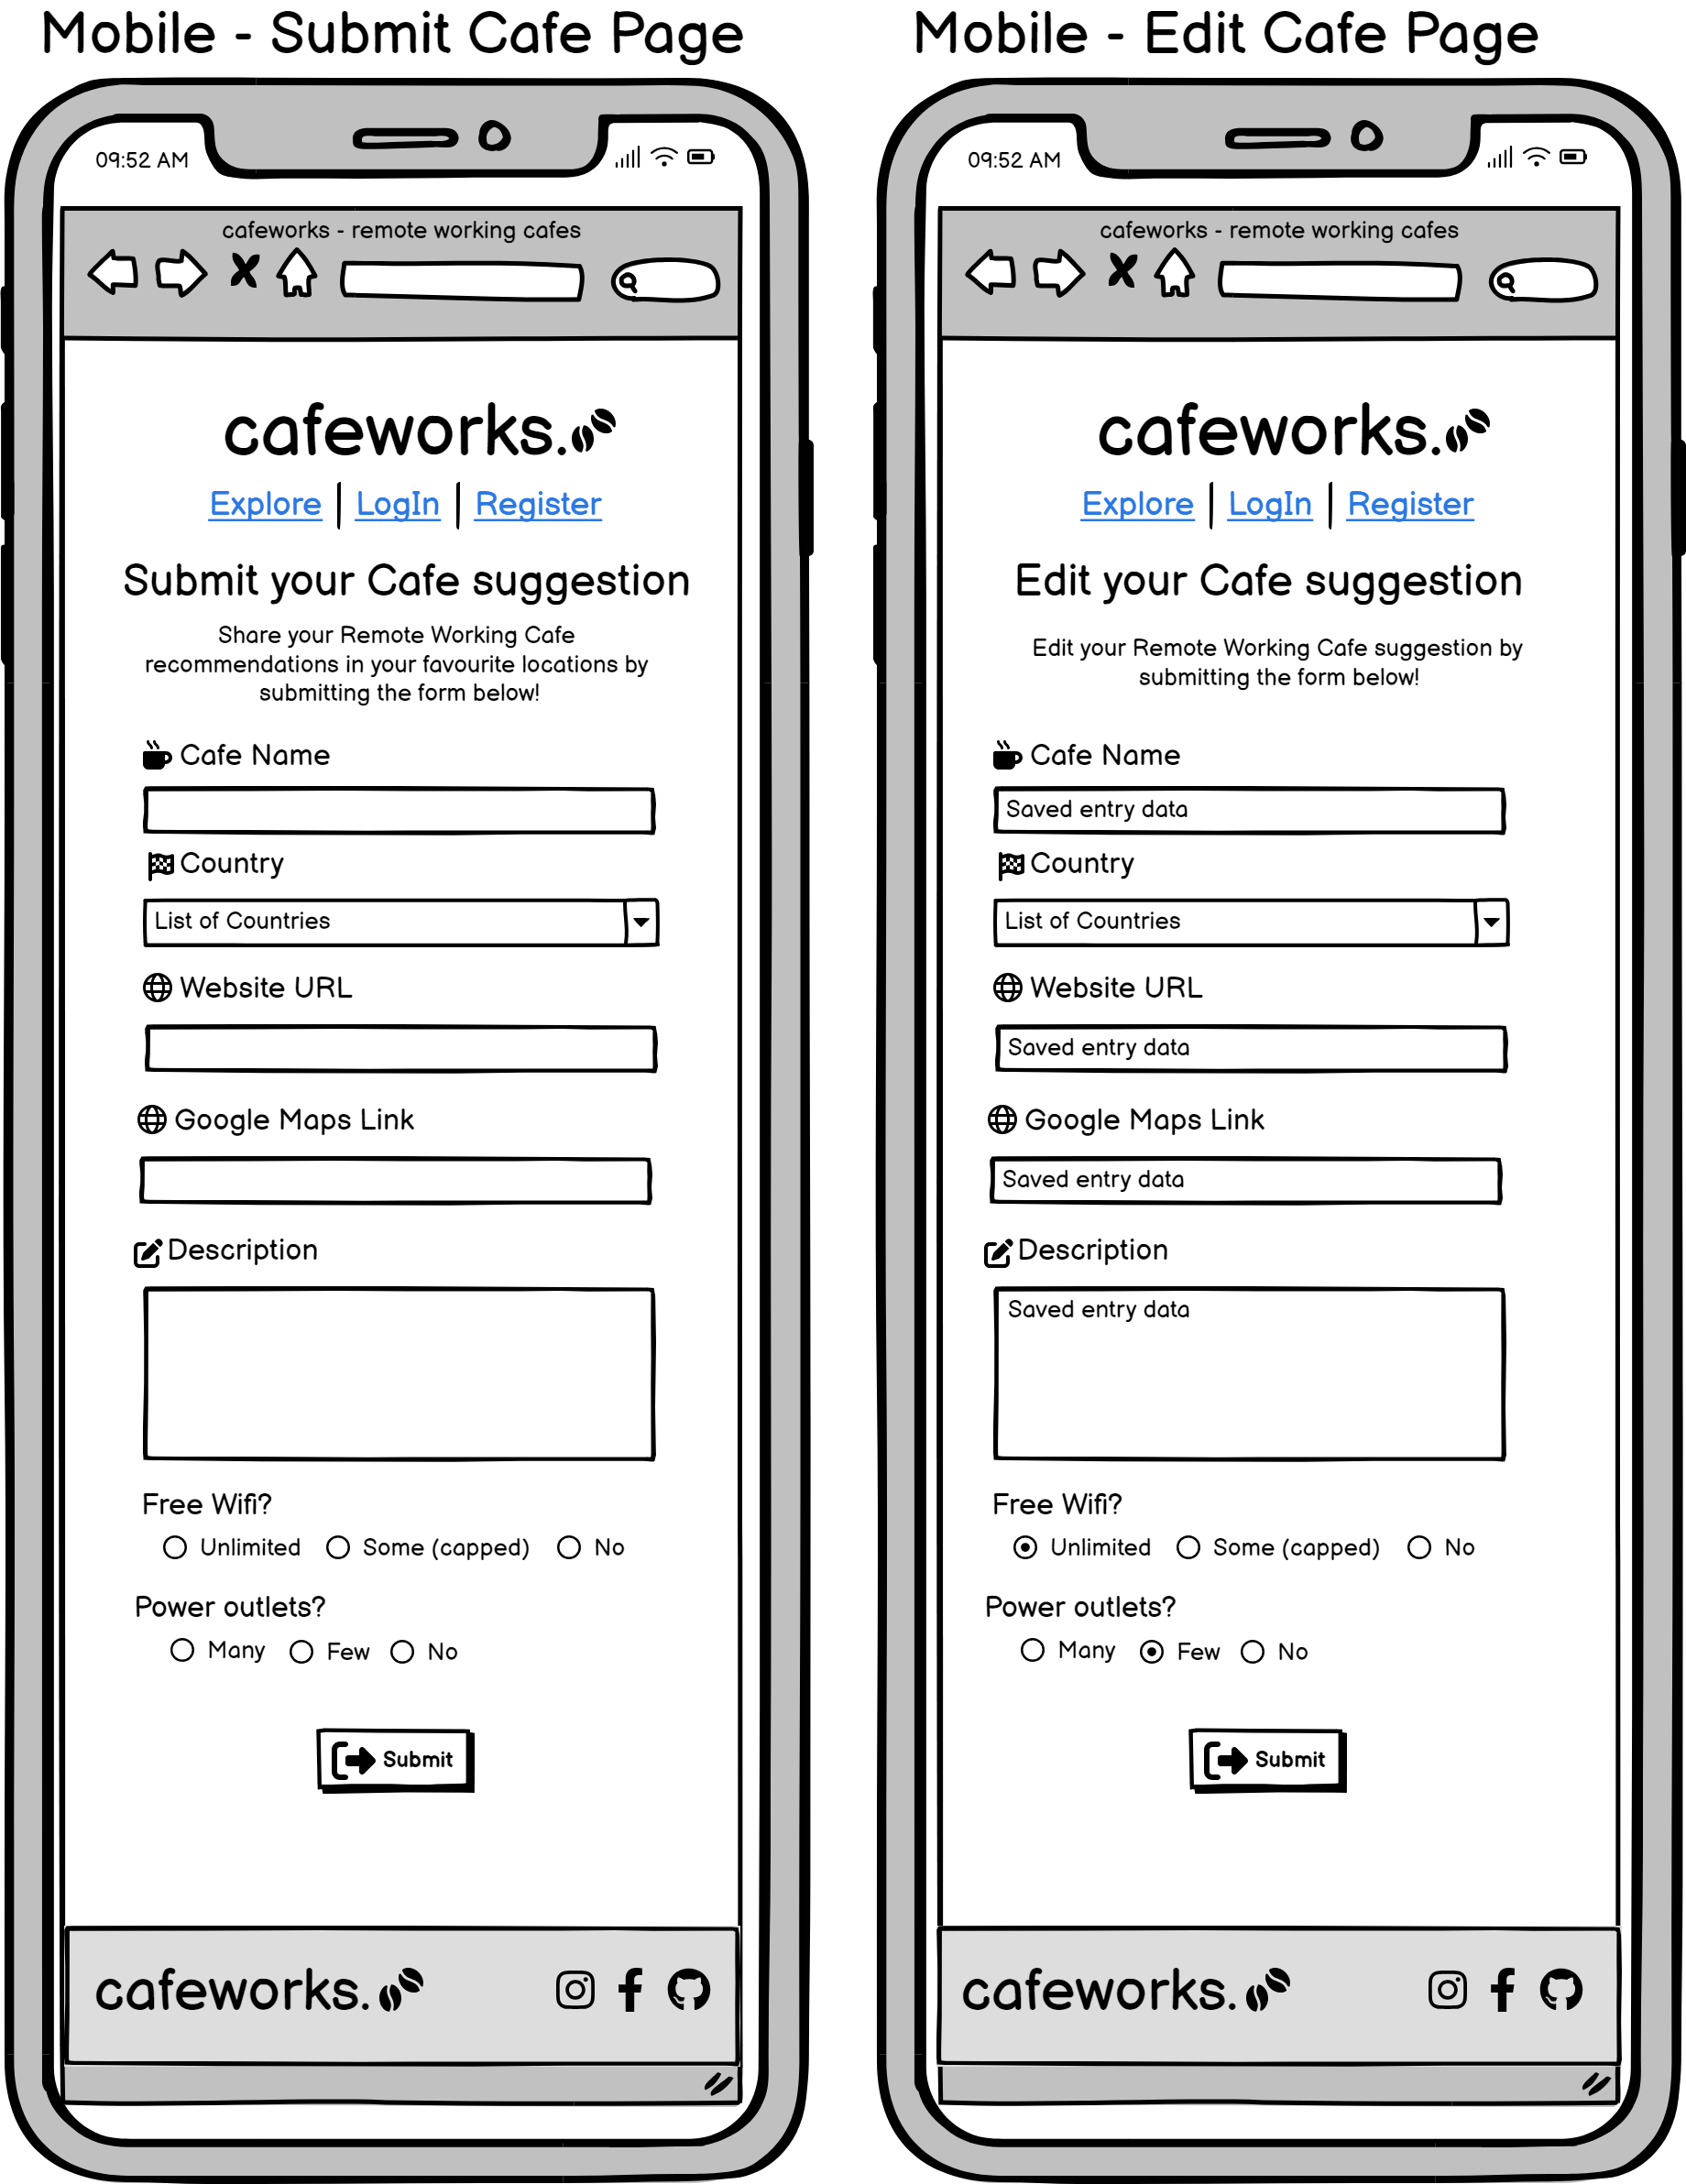 Mobile - Submit Cafe Page
09:52 AM
cafeworks - remote working cafes
cafeworks.
Explore | LogIn | Register
Submit your Cafe suggestion
Share your Remote Working Cafe
recommendations in your favourite locations by
submitting the form below!
Cafe Name
Country
List of Countries
Website URL
Google Maps Link
Description
Free Wifi?
Unlimited Some (capped) No
Power outlets?
Many Few No
Submit
cafeworks.
Mobile - Edit Cafe Page
09:52 AM
cafeworks - remote working cafes
cafeworks.
Explore | LogIn | Register
Edit your Cafe suggestion
Edit your Remote Working Cafe suggestion by
submitting the form below!
Cafe Name
Saved entry data
Country
List of Countries
Website URL
Saved entry data
Google Maps Link
Saved entry data
Description
Saved entry data
Free Wifi?
Unlimited Some (capped) No
Power outlets?
Many Few No
Submit
cafeworks.